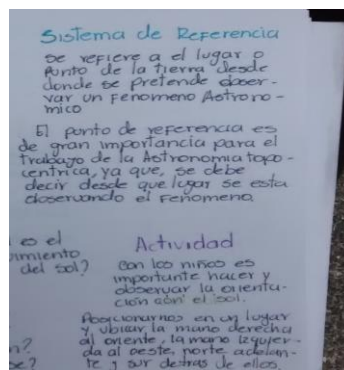 Sistema de Referencia
se refiere a el lugar o
Punto de la tierra desde
donde se pretende obser-
var un Fenomeno Astrono-
mico
El punto de referencia es
de gran importancia para el
trabajo de la Astronomia topo-
centrica, ya que, se debe
decir desde que lugar se esta
observando el Fenomeno.
es el
imiento
del sol?
Actividad
con los niños es
importante hacer y
observar la orienta-
ción con el sol.
Posicionarnos en un lugar
y ubicar la mano derecha
al oriente, la mano izquier-
da al oeste, norte adelan-
te y sur detras de ellos.
n?
se?